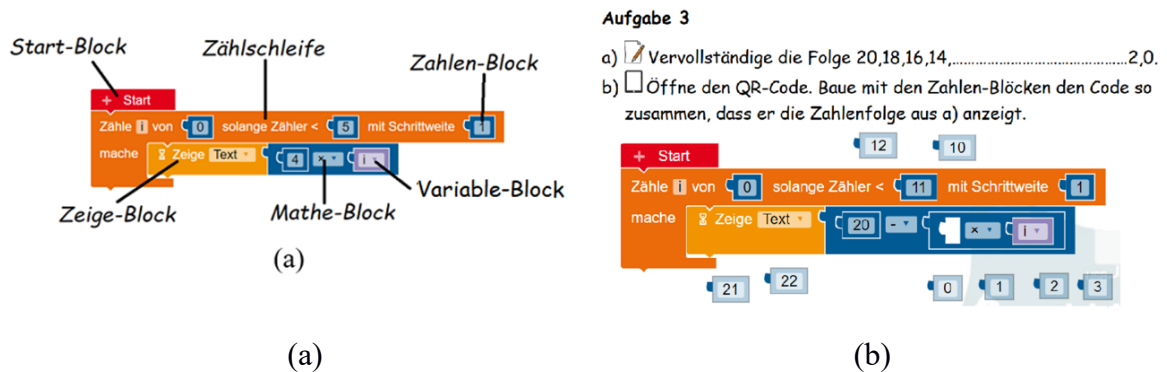 Start-Block
Zählschleife
Zahlen-Block
+ Start
Zähle i von 0 solange Zähler < 5 mit Schrittweite 1
mache Zeige Text 4 × i
Zeige-Block
Mathe-Block
Variable-Block
(a)
(a)
Aufgabe 3
a) Vervollständige die Folge 20,18,16,14,..................................................2,0.
b) Öffne den QR-Code. Baue mit den Zahlen-Blöcken den Code so
zusammen, dass er die Zahlenfolge aus a) anzeigt.
12 10
+ Start
Zähle i von 0 solange Zähler < 11 mit Schrittweite 1
mache Zeige Text 20 - × i
21 22 0 1 2 3
(b)